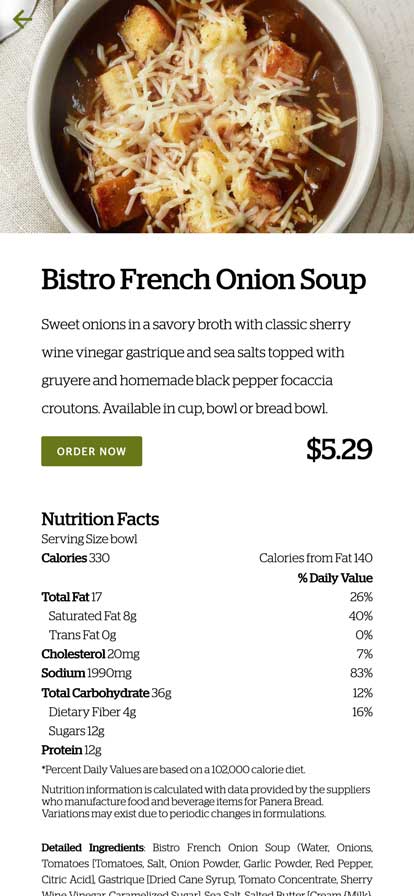 Bistro French Onion Soup
Sweet onions in a savory broth with classic sherry
wine vinegar gastrique and sea salts topped with
gruyere and homemade black pepper focaccia
croutons. Available in cup, bowl or bread bowl.
ORDER NOW $5.29
Nutrition Facts
Serving Size bowl
Calories 330 Calories from Fat 140
% Daily Value
Total Fat 17 26%
Saturated Fat 8g 40%
Trans Fat 0g 0%
Cholesterol 20mg 7%
Sodium 1990mg 83%
Total Carbohydrate 36g 12%
Dietary Fiber 4g 16%
Sugars 12g
Protein 12g
*Percent Daily Values are based on a 102,000 calorie diet.
Nutrition information is calculated with data provided by the suppliers
who manufacture food and beverage items for Panera Bread.
Variations may exist due to periodic changes in formulations.
Detailed Ingredients: Bistro French Onion Soup (Water, Onions,
Tomatoes [Tomatoes, Salt, Onion Powder, Garlic Powder, Red Pepper,
Citric Acid], Gastrique [Dried Cane Syrup, Tomato Concentrate, Sherry
Wine Vinegar, Caramelized Sugar], Sea Salt, Salted Butter [Cream (Milk),